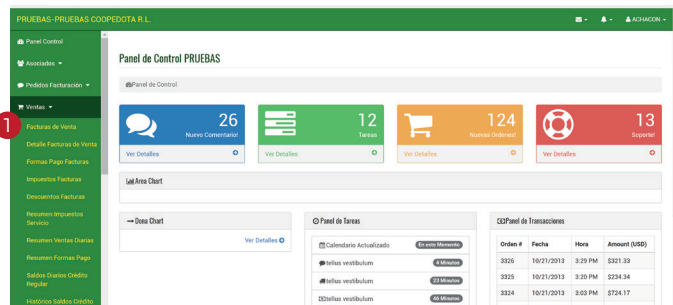 PRUEBAS-PRUEBAS COOPEDOTA R.L.
ACHACON
Panel Control
Asociados
Pedidos Facturación
Ventas
1
Facturas de Venta
Detalle Facturas de Venta
Formas Pago Facturas
Impuestos Facturas
Descuentos Facturas
Resumen Impuestos
Servicio
Resumen Ventas Diarias
Resumen Formas Pago
Saldos Diarios Crédito
Regular
Histórico Saldos Crédito
Panel de Control PRUEBAS
Panel de Control
26
Nuevo Comentario!
Ver Detalles
12
Tareas
Ver Detalles
124
Nuevas Ordenes!
Ver Detalles
13
Soporte!
Ver Detalles
Area Chart
Dona Chart
Ver Detalles
Panel de Tareas
Calendario Actualizado
En este Momento
tellus vestibulum
4 Minutos
tellus vestibulum
23 Minutos
tellus vestibulum
46 Minutos
Panel de Transacciones
Orden # Fecha Hora Amount (USD)
3326 10/21/2013 3:29 PM $321.33
3325 10/21/2013 3:20 PM $234.34
3324 10/21/2013 3:03 PM $724.17